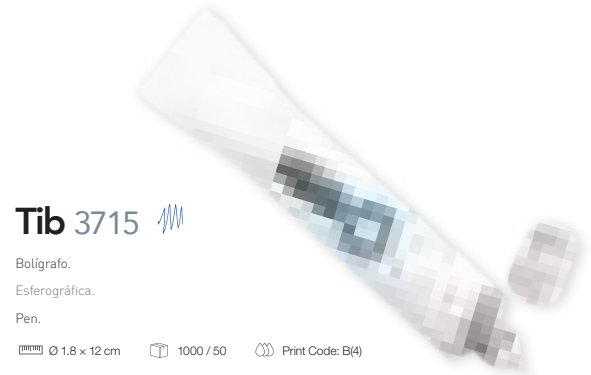 Tib 3715
Bolígrafo.
Esferográfica.
Pen.
Ø 1.8 x 12 cm 1000 / 50 Print Code: B(4)